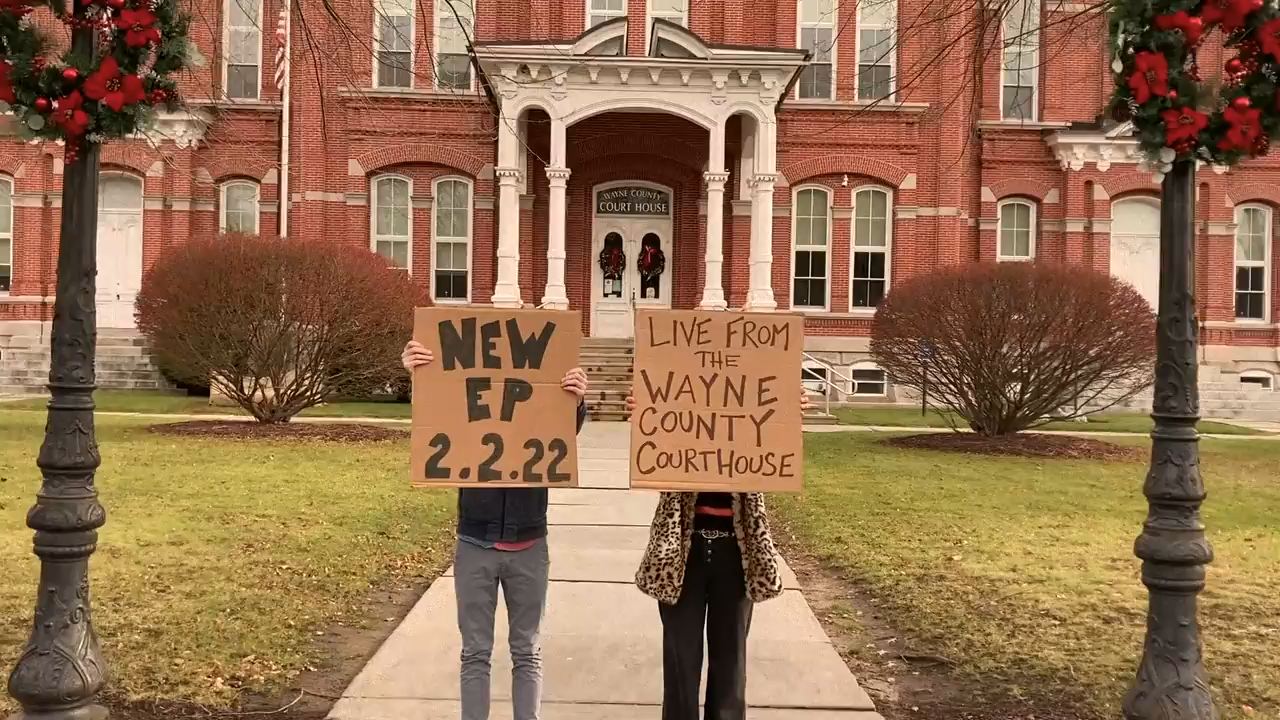 WAYNE COUNTY
COURT HOUSE
NEW
EP
2.2.22
LIVE FROM
THE
WAYNE
COUNTY
COURTHOUSE